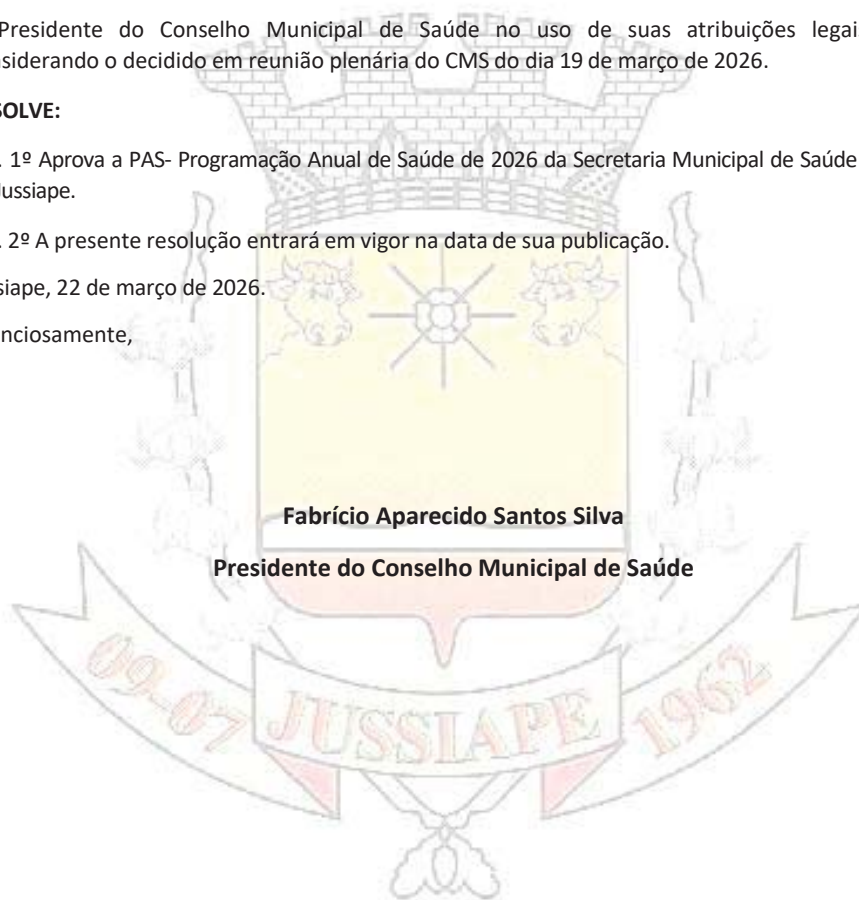 Presidente do Conselho Municipal de Saúde no uso de suas atribuições legai
nsiderando o decidido em reunião plenária do CMS do dia 19 de março de 2026.
SOLVE:
. 1º Aprova a PAS- Programação Anual de Saúde de 2026 da Secretaria Municipal de Saúde
Jussiape.
. 2º A presente resolução entrará em vigor na data de sua publicação.
siape, 22 de março de 2026.
nciosamente,
Fabrício Aparecido Santos Silva
Presidente do Conselho Municipal de Saúde
09-07 JUSSIAPE 1962